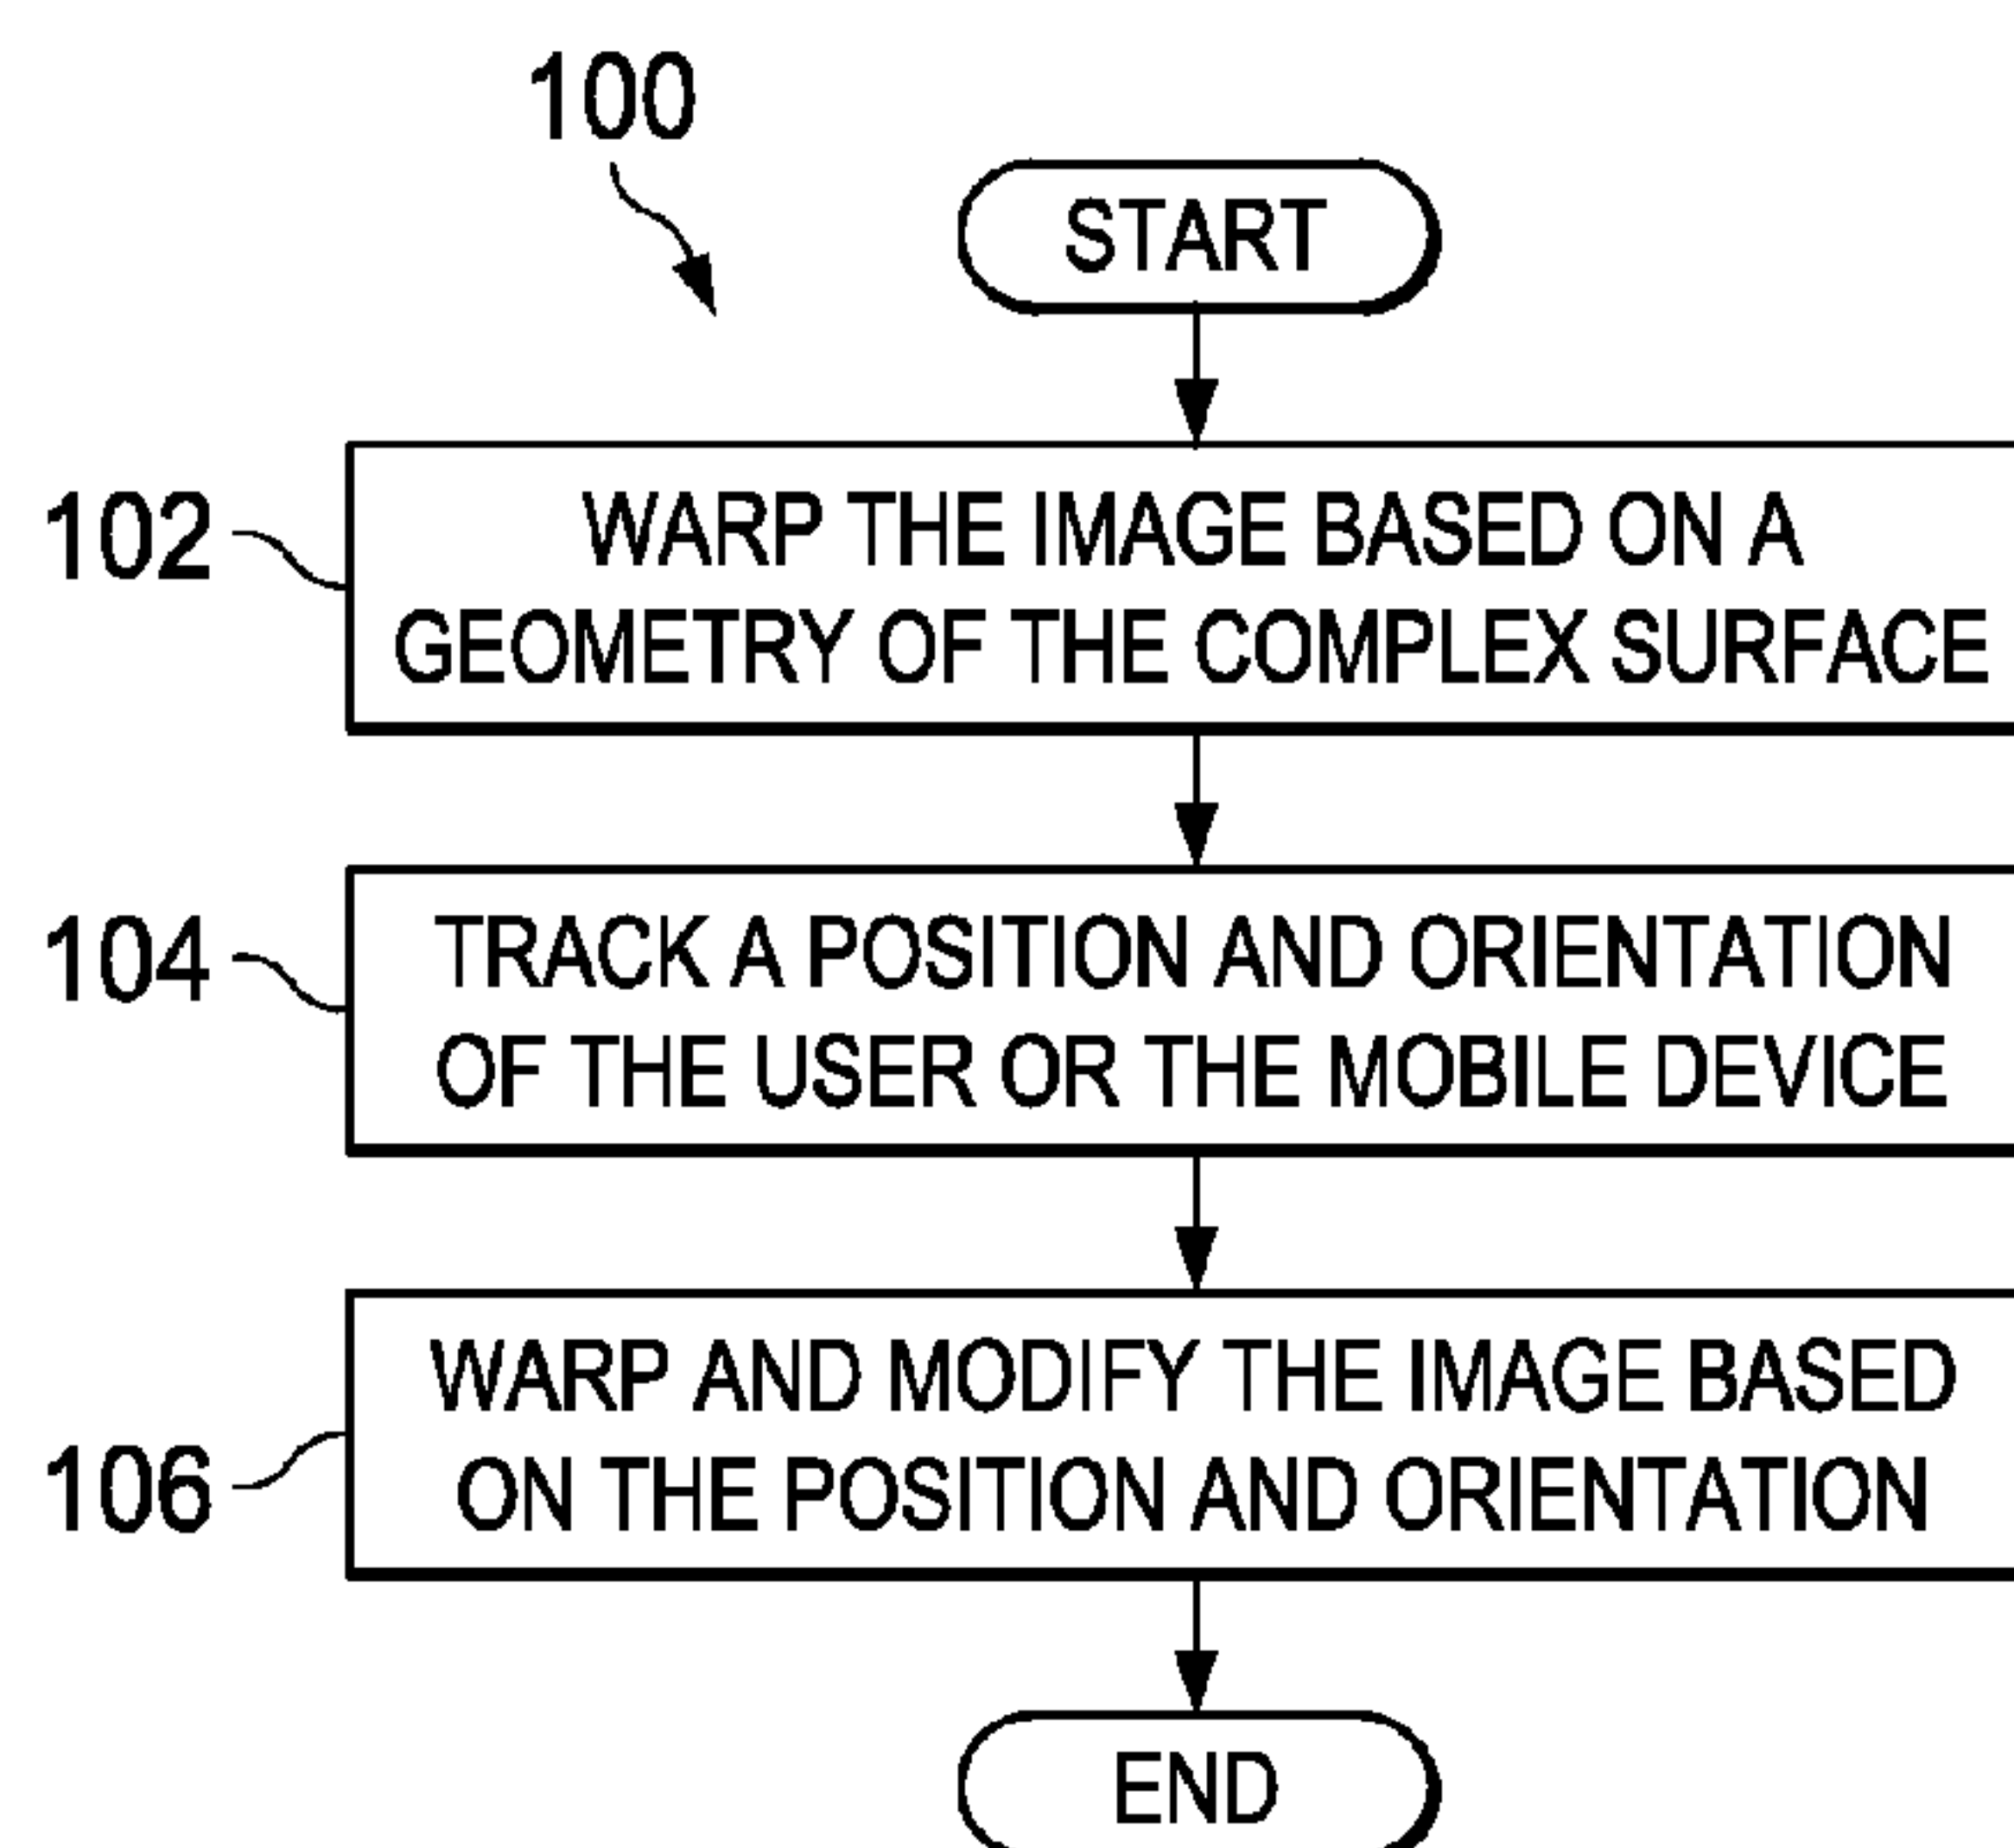 100
START
102
WARP THE IMAGE BASED ON A
GEOMETRY OF THE COMPLEX SURFACE
104
TRACK A POSITION AND ORIENTATION
OF THE USER OR THE MOBILE DEVICE
106
WARP AND MODIFY THE IMAGE BASED
ON THE POSITION AND ORIENTATION
END